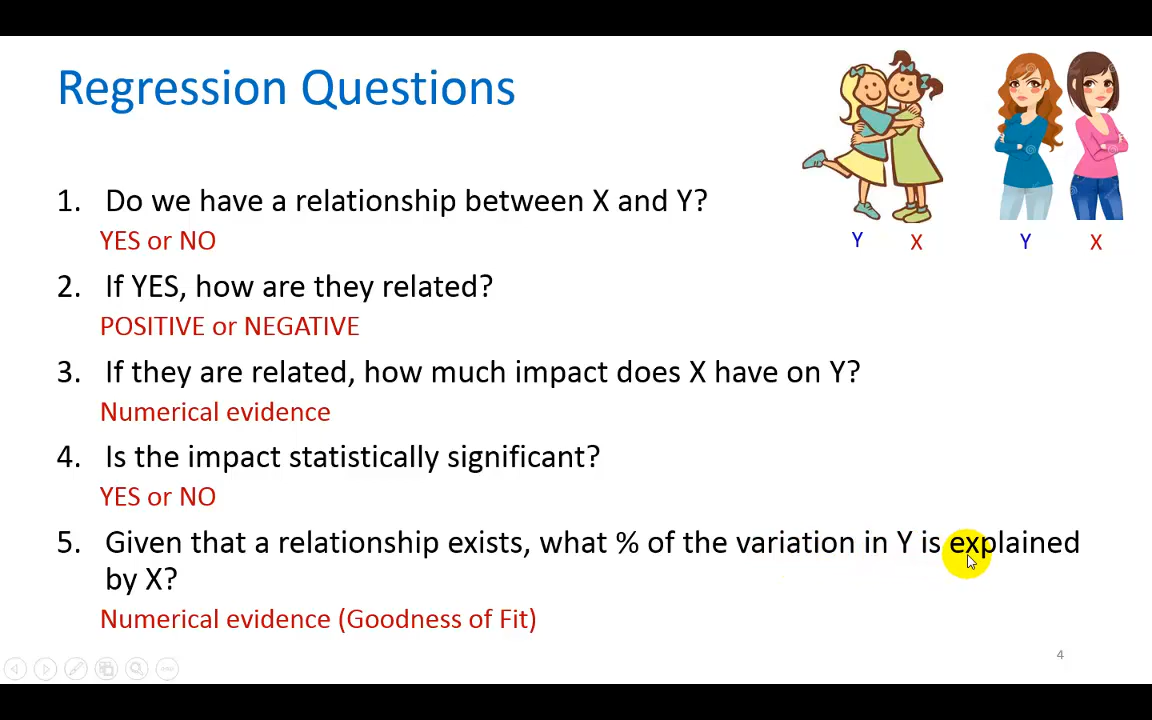 Regression Questions
Y X Y X
1. Do we have a relationship between X and Y?
YES or NO
2. If YES, how are they related?
POSITIVE or NEGATIVE
3. If they are related, how much impact does X have on Y?
Numerical evidence
4. Is the impact statistically significant?
YES or NO
5. Given that a relationship exists, what % of the variation in Y is explained
by X?
Numerical evidence (Goodness of Fit)
4